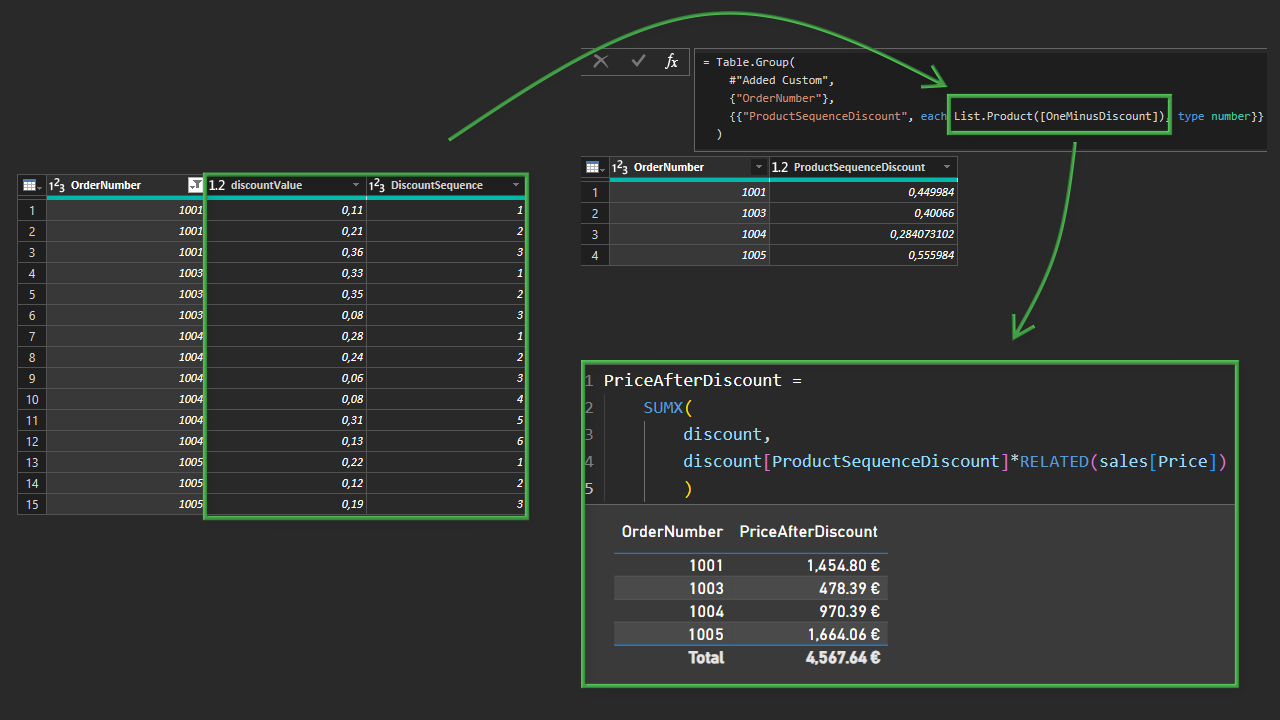 fx
= Table.Group(
#"Added Custom",
{"OrderNumber"},
{{"ProductSequenceDiscount", each List.Product([OneMinusDiscount]), type number}}
)
1 2 3 OrderNumber 1.2 discountValue 1 2 3 DiscountSequence
1 1001 0,11 1
2 1001 0,21 2
3 1001 0,36 3
4 1003 0,33 1
5 1003 0,35 2
6 1003 0,08 3
7 1004 0,28 1
8 1004 0,24 2
9 1004 0,06 3
10 1004 0,08 4
11 1004 0,31 5
12 1004 0,13 6
13 1005 0,22 1
14 1005 0,12 2
15 1005 0,19 3
1 2 3 OrderNumber 1.2 ProductSequenceDiscount
1 1001 0,449984
2 1003 0,40066
3 1004 0,284073102
4 1005 0,555984
1 PriceAfterDiscount =
2 SUMX(
3 discount,
4 discount[ProductSequenceDiscount]*RELATED(sales[Price])
5 )
OrderNumber PriceAfterDiscount
1001 1,454.80 €
1003 478.39 €
1004 970.39 €
1005 1,664.06 €
Total 4,567.64 €